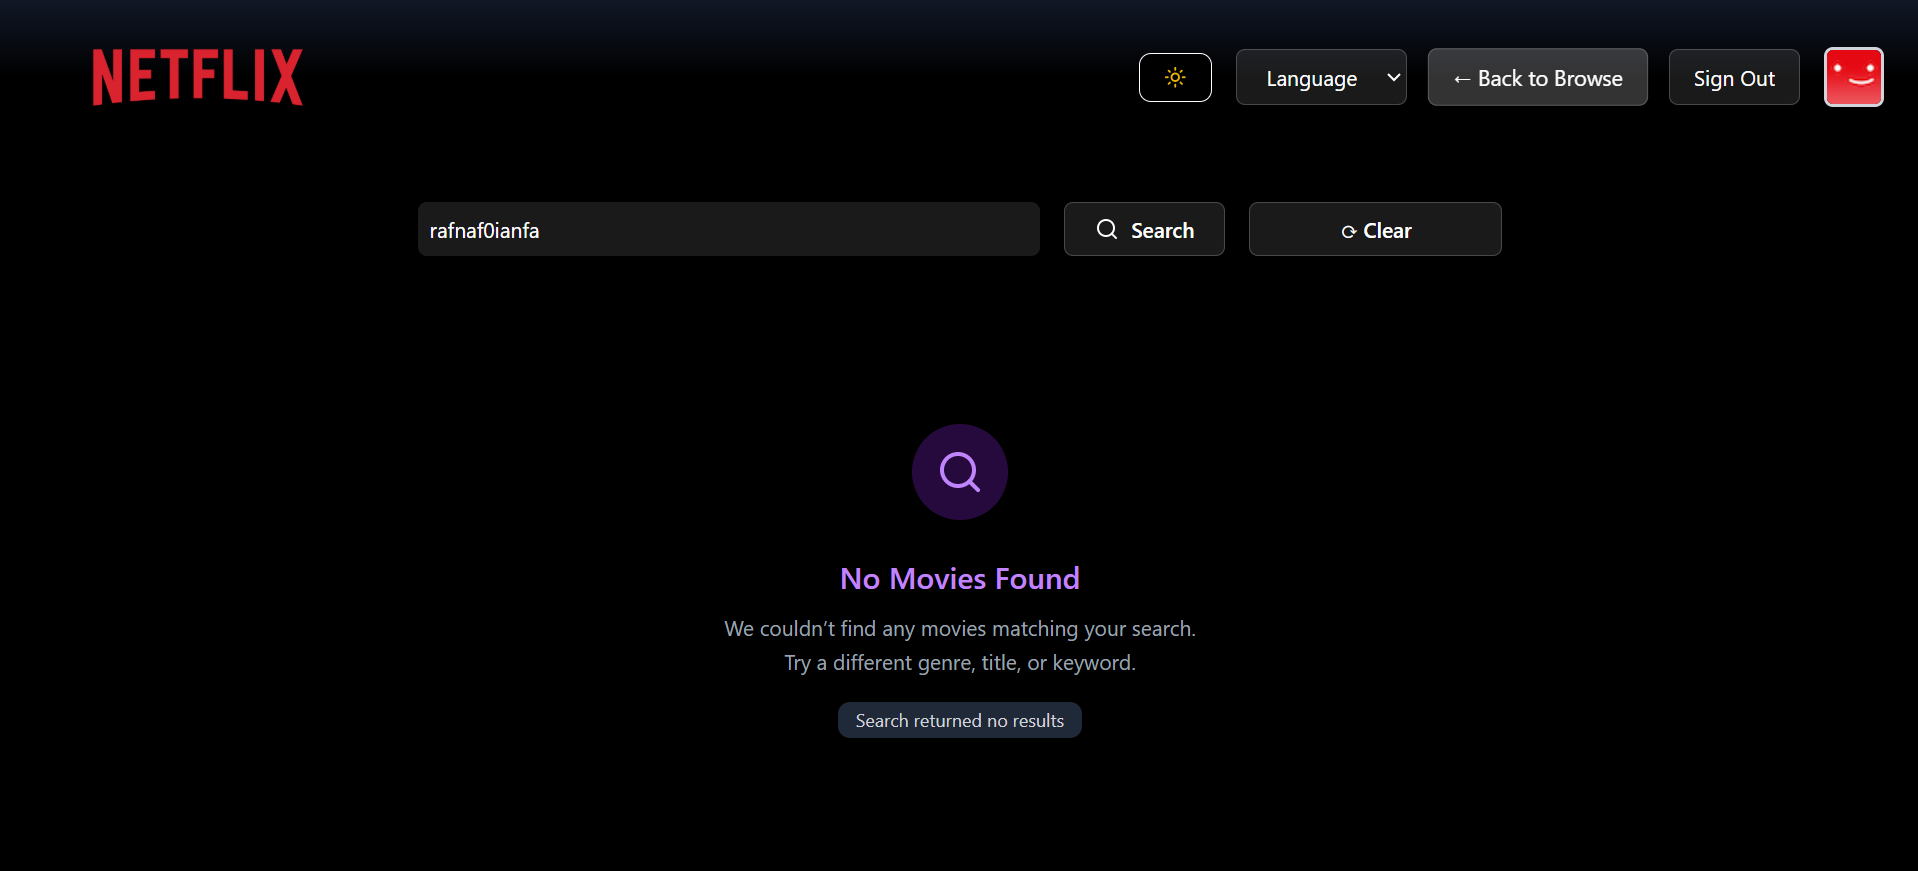 NETFLIX
Language
← Back to Browse
Sign Out
rafnaf0ianfa
Search
⟳ Clear
No Movies Found
We couldn’t find any movies matching your search.
Try a different genre, title, or keyword.
Search returned no results